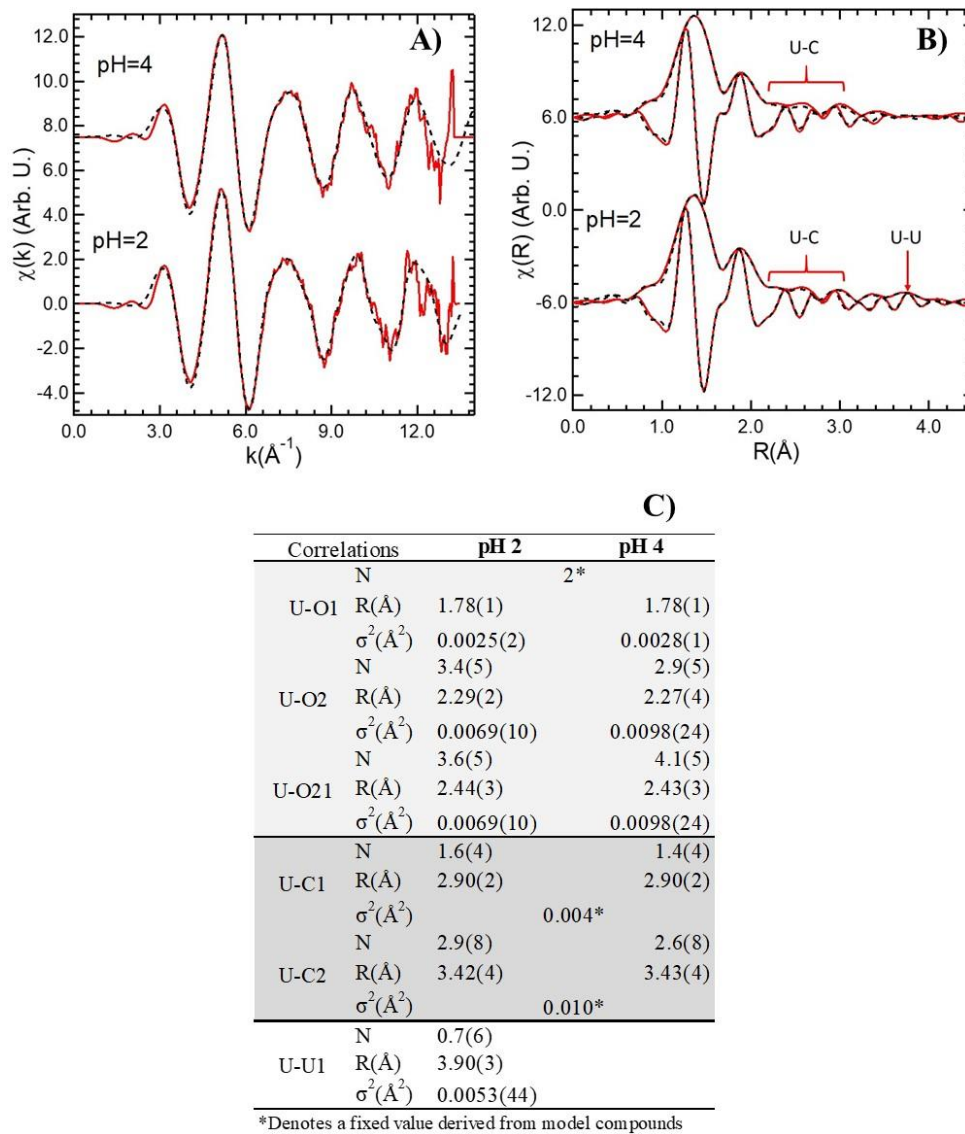 A)
pH=4
pH=2
χ(k) (Arb. U.)
12.0
8.0
4.0
2.0
0.0
-2.0
-4.0
0.0 3.0 6.0 9.0 12.0
k(Å⁻¹)
B)
pH=4
U-C
pH=2
U-C
U-U
χ(R) (Arb. U.)
12.0
6.0
0.0
-6.0
-12.0
0.0 1.0 2.0 3.0 4.0
R(Å)
C)
Correlations pH 2 pH 4
N 2*
U-O1 R(Å) 1.78(1) 1.78(1)
σ²(Å²) 0.0025(2) 0.0028(1)
N 3.4(5) 2.9(5)
U-O2 R(Å) 2.29(2) 2.27(4)
σ²(Å²) 0.0069(10) 0.0098(24)
N 3.6(5) 4.1(5)
U-O21 R(Å) 2.44(3) 2.43(3)
σ²(Å²) 0.0069(10) 0.0098(24)
N 1.6(4) 1.4(4)
U-C1 R(Å) 2.90(2) 2.90(2)
σ²(Å²) 0.004*
N 2.9(8) 2.6(8)
U-C2 R(Å) 3.42(4) 3.43(4)
σ²(Å²) 0.010*
N 0.7(6)
U-U1 R(Å) 3.90(3)
σ²(Å²) 0.0053(44)
*Denotes a fixed value derived from model compounds